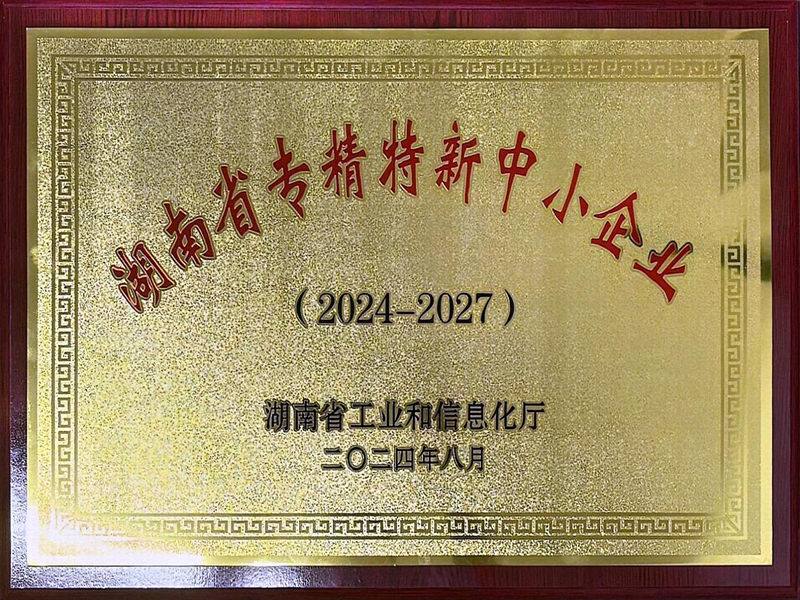 湖南省专精特新中小企业
（2024-2027）
湖南省工业和信息化厅
二〇二四年八月